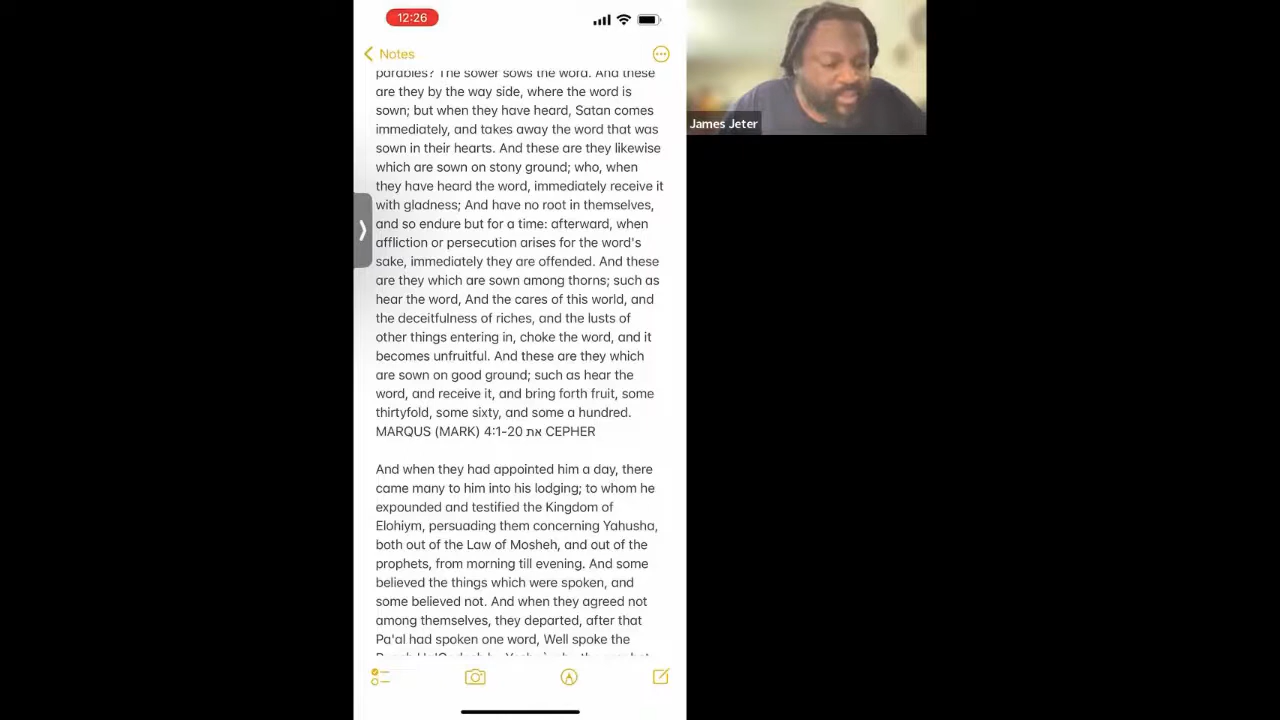 12:26
Notes
parables? The sower sows the word. And these
are they by the way side, where the word is
sown; but when they have heard, Satan comes
immediately, and takes away the word that was
sown in their hearts. And these are they likewise
which are sown on stony ground; who, when
they have heard the word, immediately receive it
with gladness; And have no root in themselves,
and so endure but for a time: afterward, when
affliction or persecution arises for the word's
sake, immediately they are offended. And these
are they which are sown among thorns; such as
hear the word, And the cares of this world, and
the deceitfulness of riches, and the lusts of
other things entering in, choke the word, and it
becomes unfruitful. And these are they which
are sown on good ground; such as hear the
word, and receive it, and bring forth fruit, some
thirtyfold, some sixty, and some a hundred.
MARQUS (MARK) 4:1-20 את CEPHER
And when they had appointed him a day, there
came many to him into his lodging; to whom he
expounded and testified the Kingdom of
Elohiym, persuading them concerning Yahusha,
both out of the Law of Mosheh, and out of the
prophets, from morning till evening. And some
believed the things which were spoken, and
some believed not. And when they agreed not
among themselves, they departed, after that
Pa'al had spoken one word, Well spoke the
James Jeter